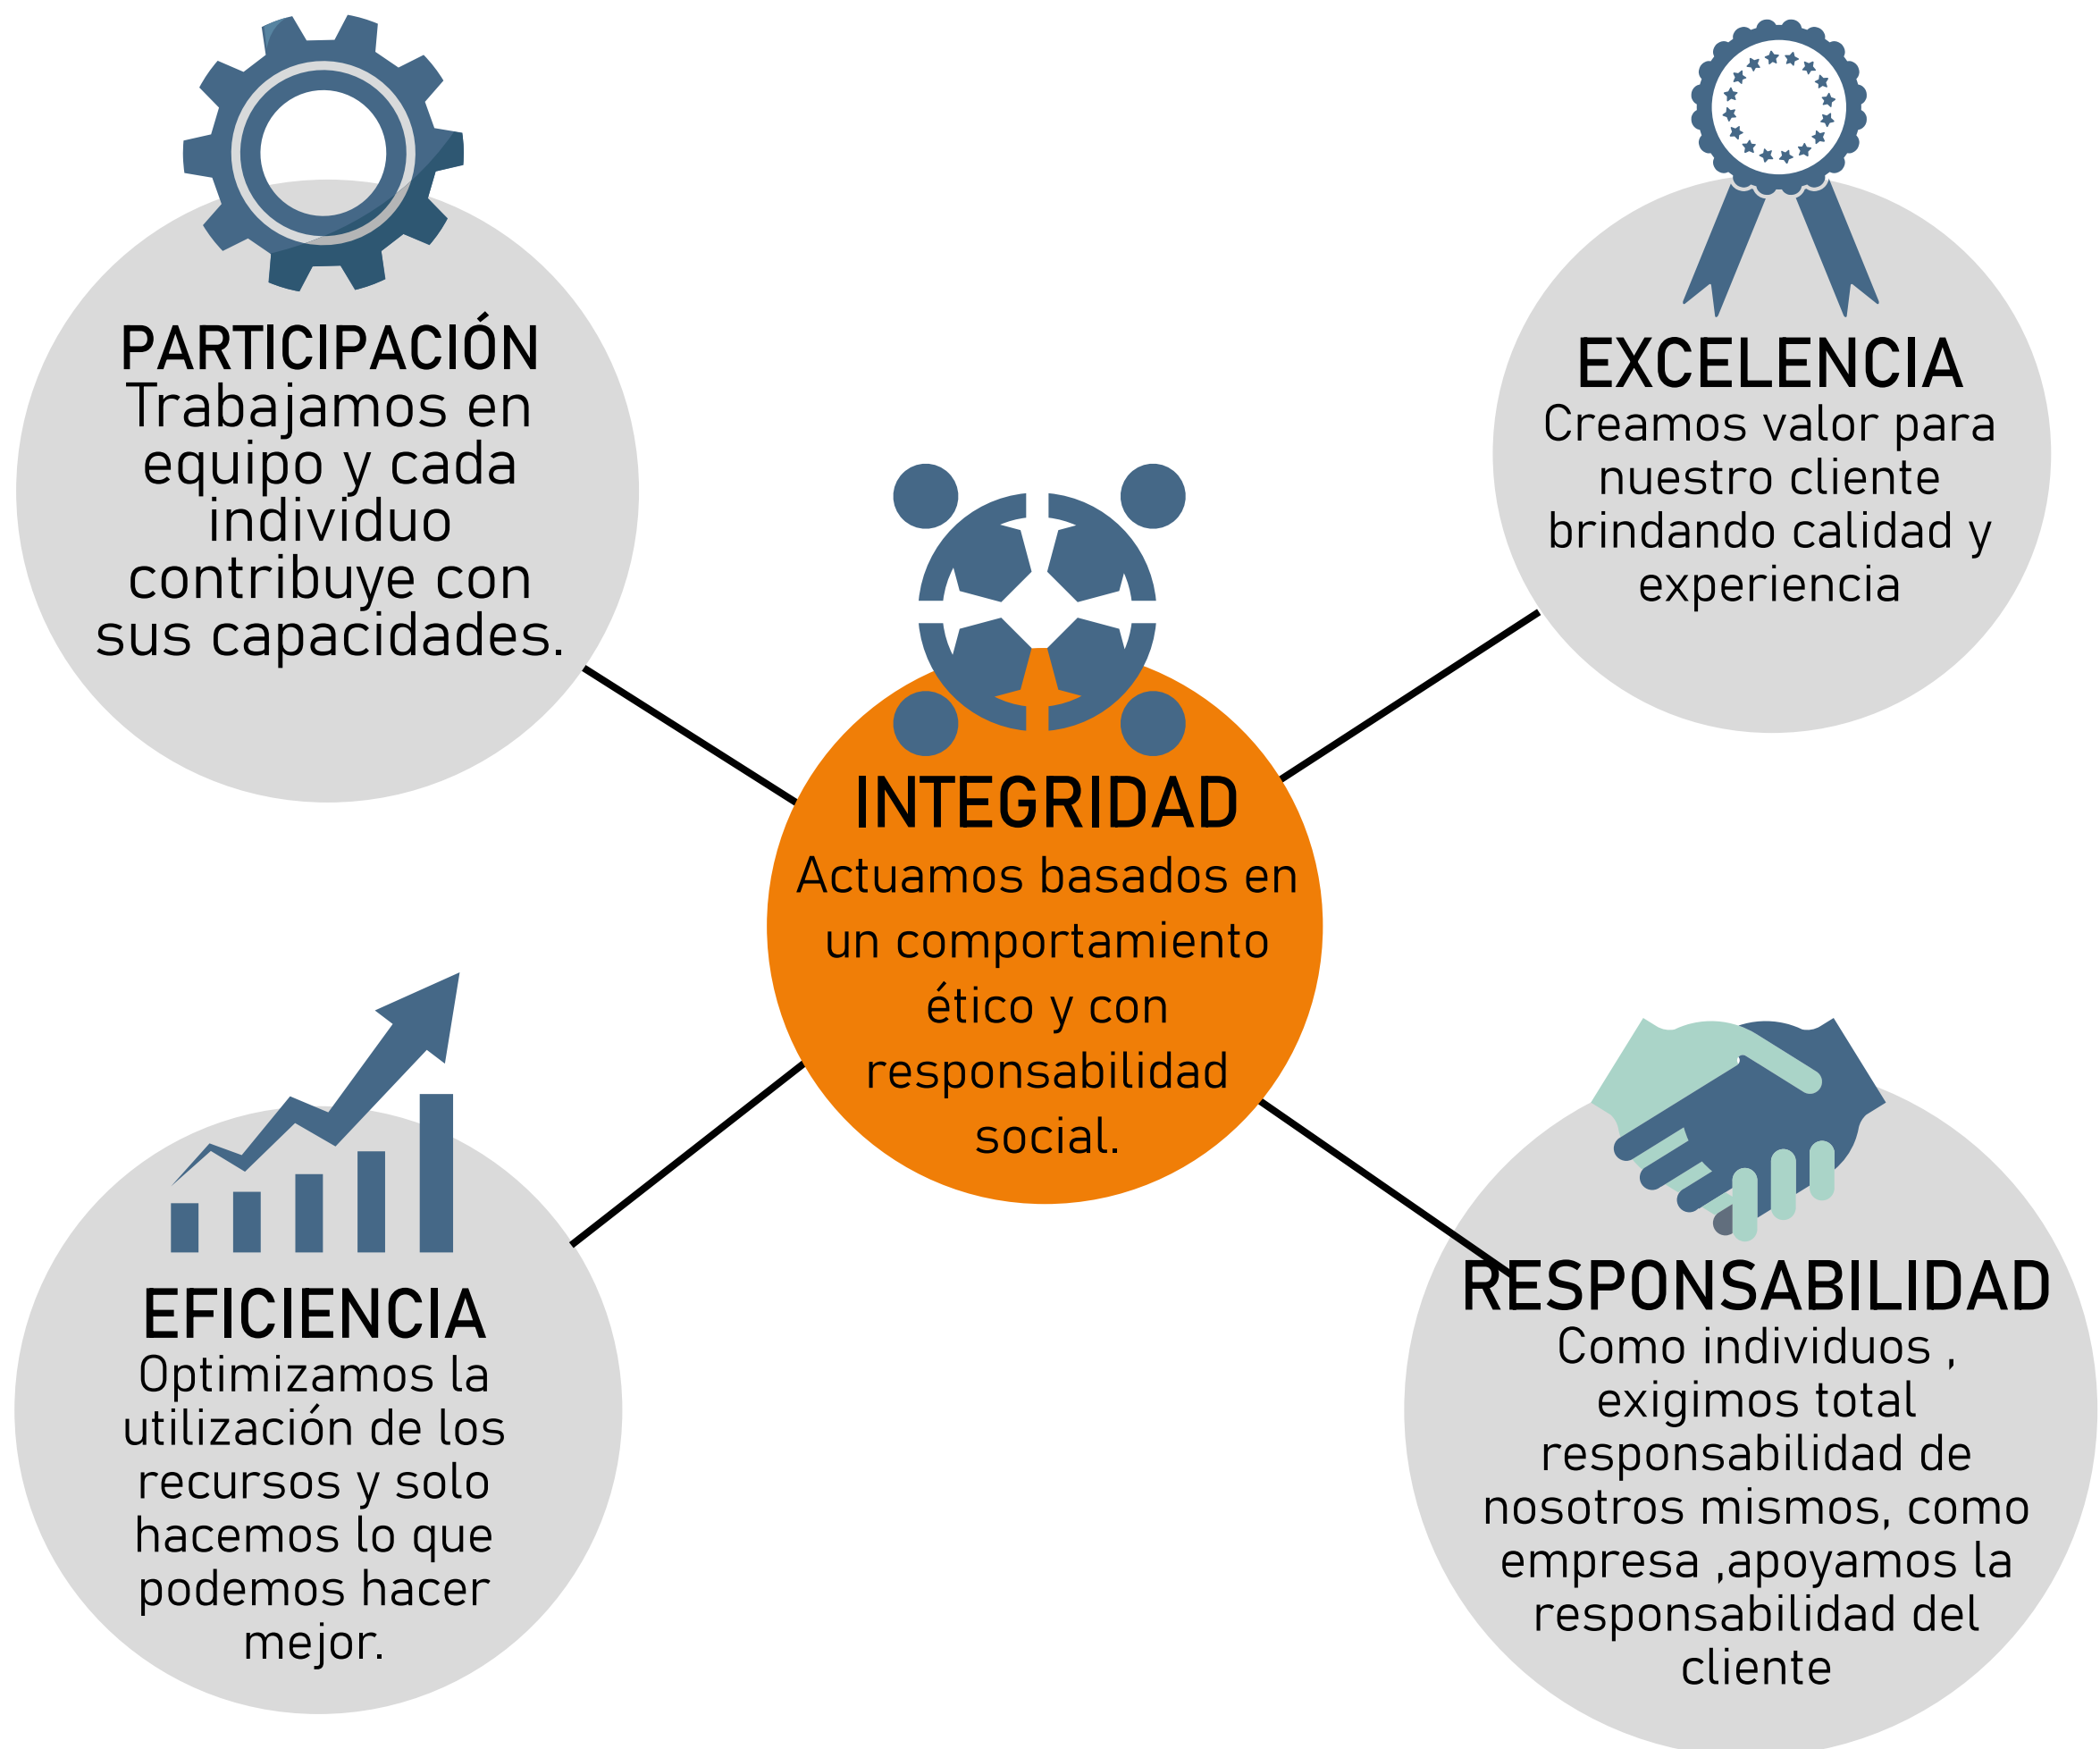 PARTICIPACIÓN
Trabajamos en
equipo y cada
individuo
contribuye con
sus capacidades.
EXCELENCIA
Creamos valor para
nuestro cliente
brindando calidad y
experiencia
INTEGRIDAD
Actuamos basados en
un comportamiento
ético y con
responsabilidad
social.
EFICIENCIA
Optimizamos la
utilización de los
recursos y solo
hacemos lo que
podemos hacer
mejor.
RESPONSABILIDAD
Como individuos ,
exigimos total
responsabilidad de
nosotros mismos, como
empresa ,apoyamos la
responsabilidad del
cliente